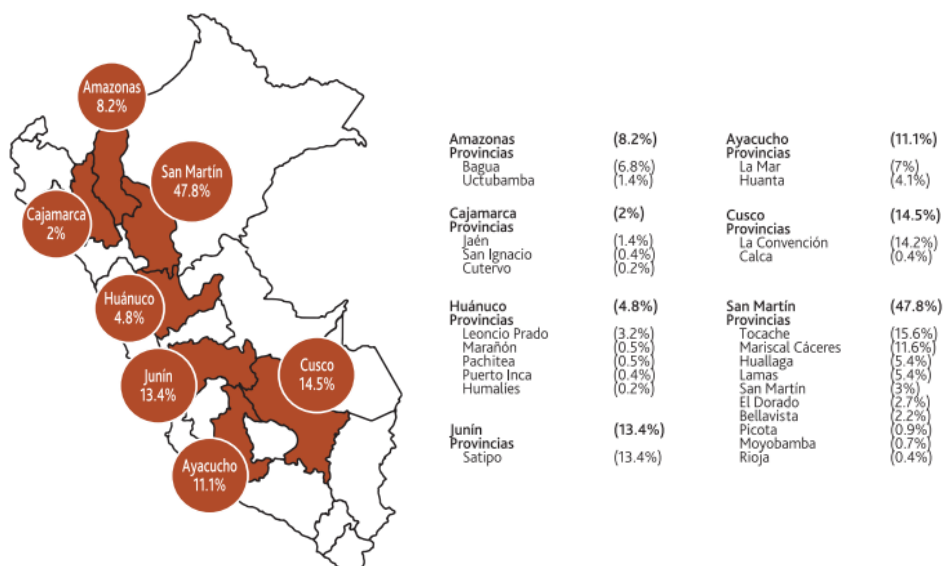 Amazonas
8.2%
San Martín
47.8%
Cajamarca
2%
Huánuco
4.8%
Junín
13.4%
Cusco
14.5%
Ayacucho
11.1%
Amazonas (8.2%)
Provincias
Bagua (6.8%)
Uctubamba (1.4%)
Cajamarca (2%)
Provincias
Jaén (1.4%)
San Ignacio (0.4%)
Cutervo (0.2%)
Huánuco (4.8%)
Provincias
Leoncio Prado (3.2%)
Marañón (0.5%)
Pachitea (0.5%)
Puerto Inca (0.4%)
Humalies (0.2%)
Junín (13.4%)
Provincias
Satipo (13.4%)
Ayacucho (11.1%)
Provincias
La Mar (7%)
Huanta (4.1%)
Cusco (14.5%)
Provincias
La Convención (14.2%)
Calca (0.4%)
San Martín (47.8%)
Provincias
Tocache (15.6%)
Mariscal Cáceres (11.6%)
Huallaga (5.4%)
Lamas (5.4%)
San Martín (3%)
El Dorado (2.7%)
Bellavista (2.2%)
Picota (0.9%)
Moyobamba (0.7%)
Rioja (0.4%)